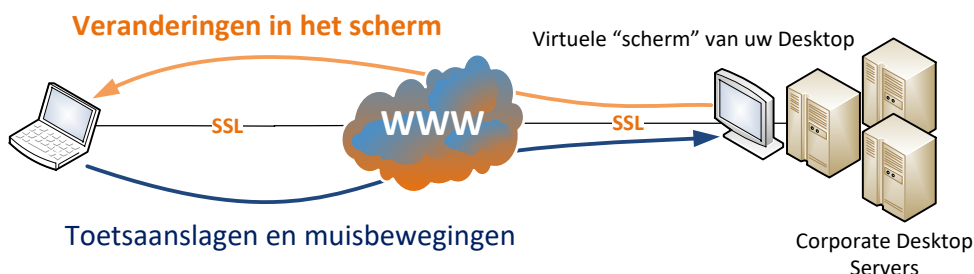 Veranderingen in het scherm
Virtuele “scherm” van uw Desktop
SSL
WWW
SSL
Toetsaanslagen en muisbewegingen
Corporate Desktop
Servers